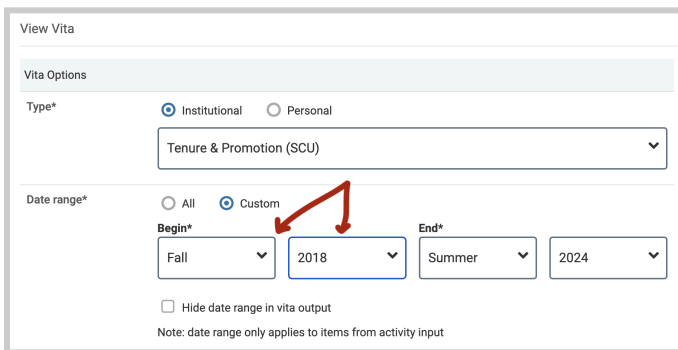 View Vita
Vita Options
Type* Institutional Personal
Tenure & Promotion (SCU)
Date range* All Custom
Begin* End*
Fall 2018 Summer 2024
Hide date range in vita output
Note: date range only applies to items from activity input